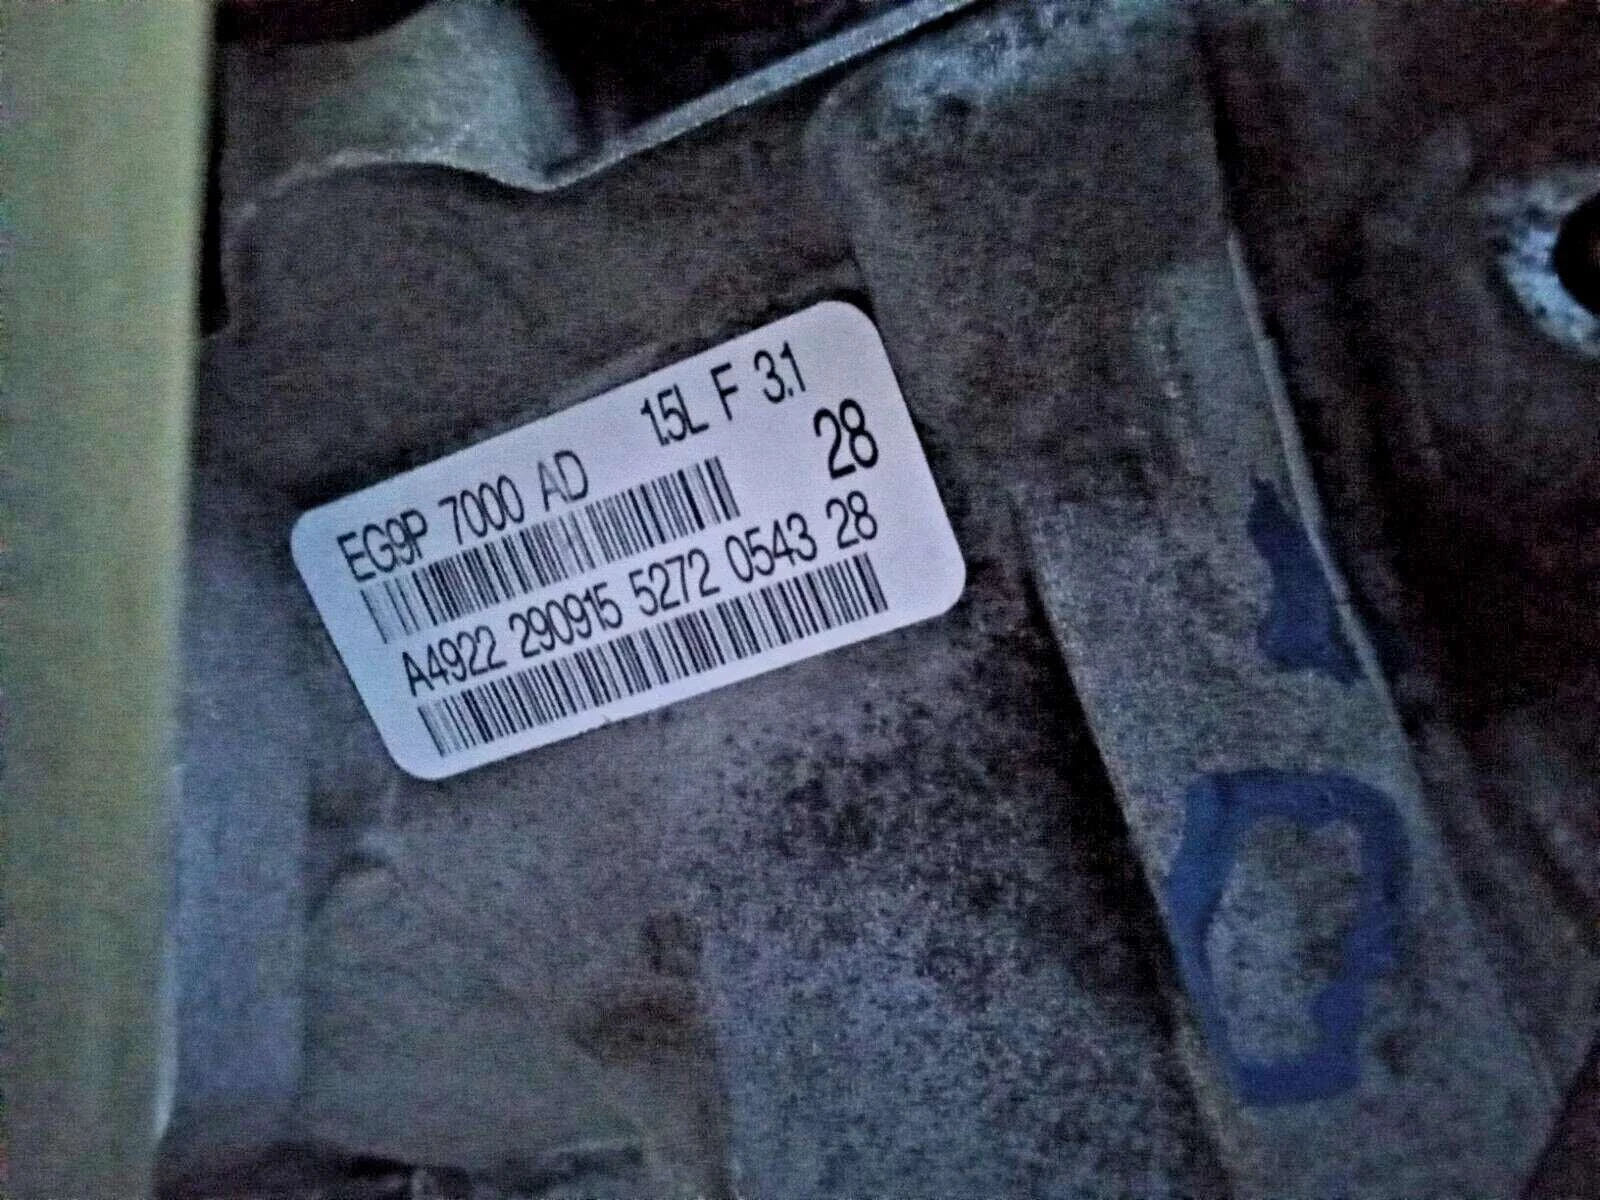 EG9P 7000 AD 1.5L F 3.1
28
A4922 290915 5272 0543 28